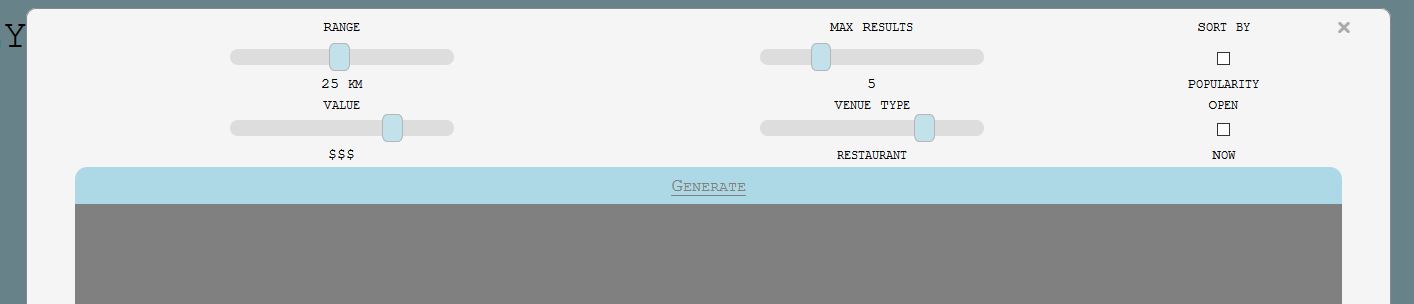 Y
RANGE
MAX RESULTS
SORT BY
25 KM
5
POPULARITY
VALUE
VENUE TYPE
OPEN
$$$
RESTAURANT
NOW
GENERATE